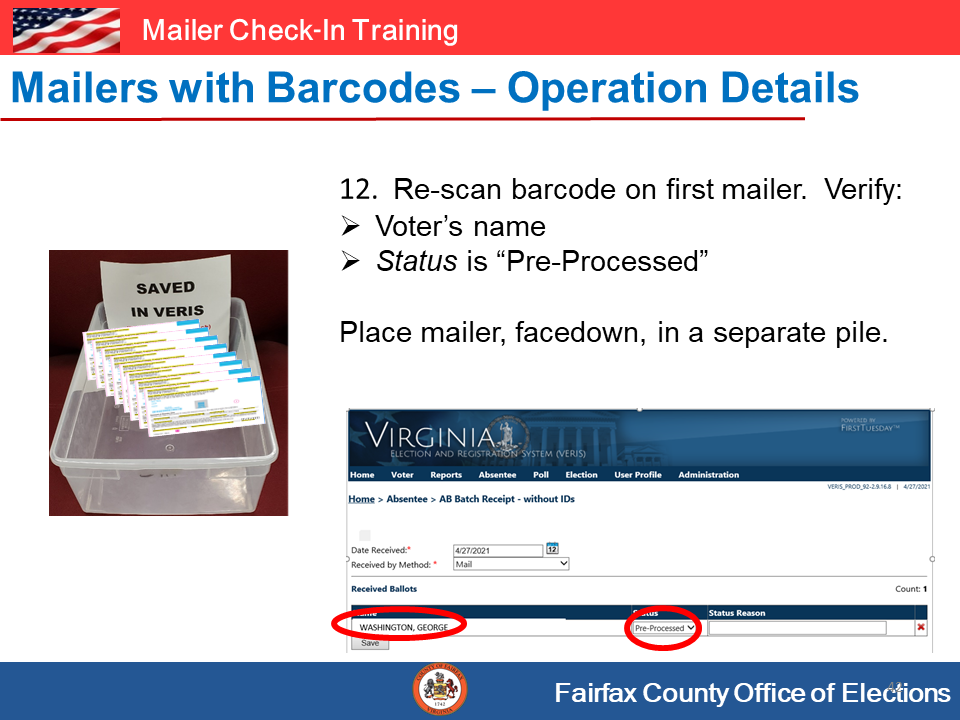 Mailer Check-In Training
Mailers with Barcodes – Operation Details
12. Re-scan barcode on first mailer. Verify:
➢ Voter’s name
➢ Status is “Pre-Processed”
Place mailer, facedown, in a separate pile.
SAVED
IN VERIS
VIRGINIA
ELECTION AND REGISTRATION SYSTEM (VERIS)
POWERED BY
FIRSTTUESDAY™
Home Voter Reports Absentee Poll Election User Profile Administration
VERIS_PROD_92-2.9.16.8 | 4/27/2021
Home > Absentee > AB Batch Receipt - without IDs
Date Received:* 4/27/2021 12
Received by Method: * Mail
Received Ballots Count: 1
Name Status Status Reason
WASHINGTON, GEORGE Pre-Processed
Save
COUNTY OF FAIRFAX
1742
VIRGINIA
Fairfax County Office of Elections